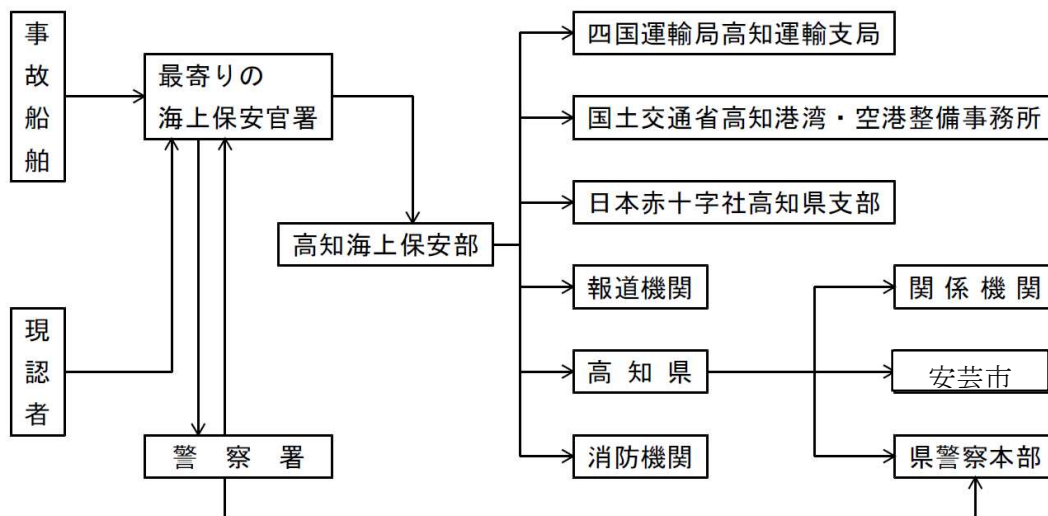 事故船舶
最寄りの
海上保安官署
高知海上保安部
現認者
警察署
四国運輸局高知運輸支局
国土交通省高知港湾・空港整備事務所
日本赤十字社高知県支部
報道機関
高知県
消防機関
関係機関
安芸市
県警察本部